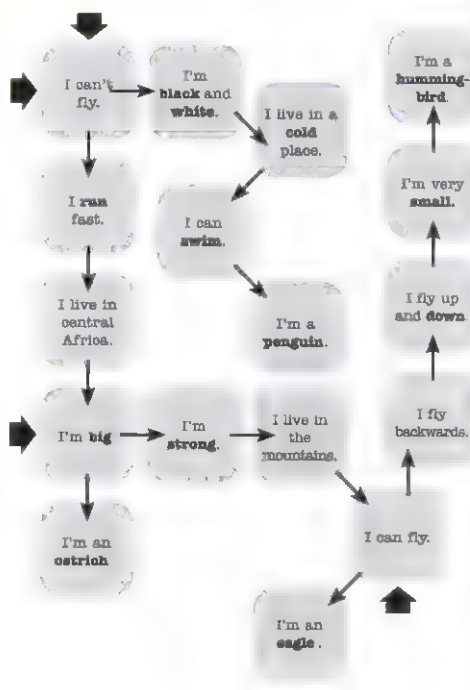 I can't
fly.
I'm
black and
white.
I live in a
cold
place.
I'm a
humming-
bird.
I run
fast.
I can
swim.
I'm very
small.
I live in
central
Africa.
I'm a
penguin.
I fly up
and down
I'm big
I'm
strong.
I live in
the
mountains.
I fly
backwards.
I'm an
ostrich
I can fly.
I'm an
eagle .